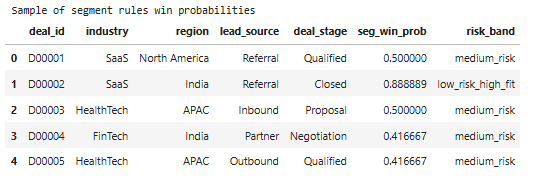 Sample of segment rules win probabilities
deal_id industry region lead_source deal_stage seg_win_prob risk_band
0 D00001 SaaS North America Referral Qualified 0.500000 medium_risk
1 D00002 SaaS India Referral Closed 0.888889 low_risk_high_fit
2 D00003 HealthTech APAC Inbound Proposal 0.500000 medium_risk
3 D00004 FinTech India Partner Negotiation 0.416667 medium_risk
4 D00005 HealthTech APAC Outbound Qualified 0.416667 medium_risk